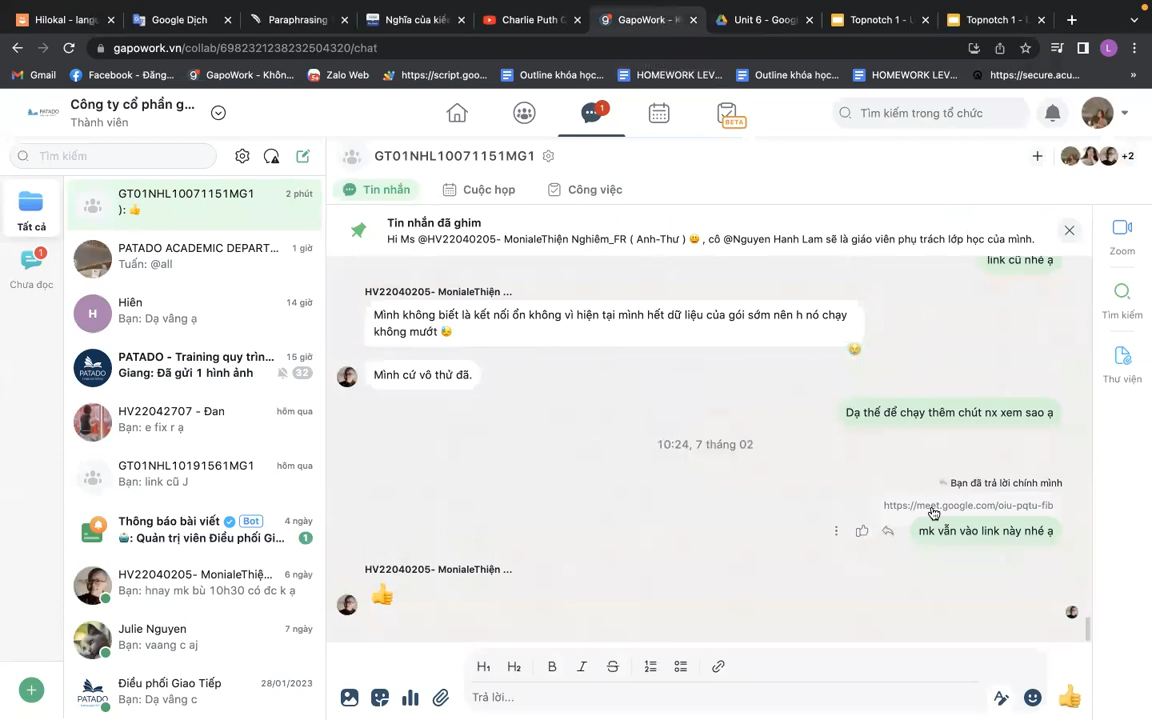 Hilokal - langu
Google Dịch
Paraphrasing
Nghĩa của kiế
Charlie Puth
GapoWork - K
Unit 6 - Goog
Topnotch 1 -
Topnotch 1 -
gapowork.vn/collab/6982321238232504320/chat
L
Gmail
Facebook - Đăng...
GapoWork - Khôn...
Zalo Web
https://script.goo...
Outline khóa học...
HOMEWORK LEV...
Outline khóa học...
HOMEWORK LEV...
https://secure.acu...
»
PATADO
Công ty cổ phần g...
Thành viên
1
BETA
Tìm kiếm trong tổ chức
Tìm kiếm
GT01NHL10071151MG1
+2
Tất cả
Chưa đọc
1
GT01NHL10071151MG1
2 phút
): 👍
PATADO ACADEMIC DEPART...
1 giờ
Tuấn: @all
H
Hiên
14 giờ
Bạn: Dạ vâng ạ
PATADO
PATADO - Training quy trìn...
15 giờ
Giang: Đã gửi 1 hình ảnh
32
HV22042707 - Đan
hôm qua
Bạn: e fix r ạ
GT01NHL10191561MG1
hôm qua
Bạn: link cũ J
Thông báo bài viết
Bot
4 ngày
: Quản trị viên Điều phối Gi...
1
HV22040205- MonialeThiệ...
6 ngày
Bạn: hnay mk bù 10h30 có đc k ạ
Julie Nguyen
7 ngày
Bạn: vaang c aj
PATADO
Điều phối Giao Tiếp
28/01/2023
Bạn: Dạ vâng c
Tin nhắn
Cuộc họp
Công việc
Tin nhắn đã ghim
Hi Ms @HV22040205- MonialeThiện Nghiêm_FR ( Anh-Thư ) 😀 , cô @Nguyen Hanh Lam sẽ là giáo viên phụ trách lớp học của mình.
link cũ nhé ạ
HV22040205- MonialeThiện ...
Mình không biết là kết nối ổn không vì hiện tại mình hết dữ liệu của gói sớm nên h nó chạy
không mướt 😓
Mình cứ vô thử đã.
Dạ thế để chạy thêm chút nx xem sao ạ
10:24, 7 tháng 02
Bạn đã trả lời chính mình
https://meet.google.com/oiu-pqtu-fib
mk vẫn vào link này nhé ạ
HV22040205- MonialeThiện ...
👍
Zoom
Tìm kiếm
Thư viện
H1
H2
B
I
S
Trả lời...